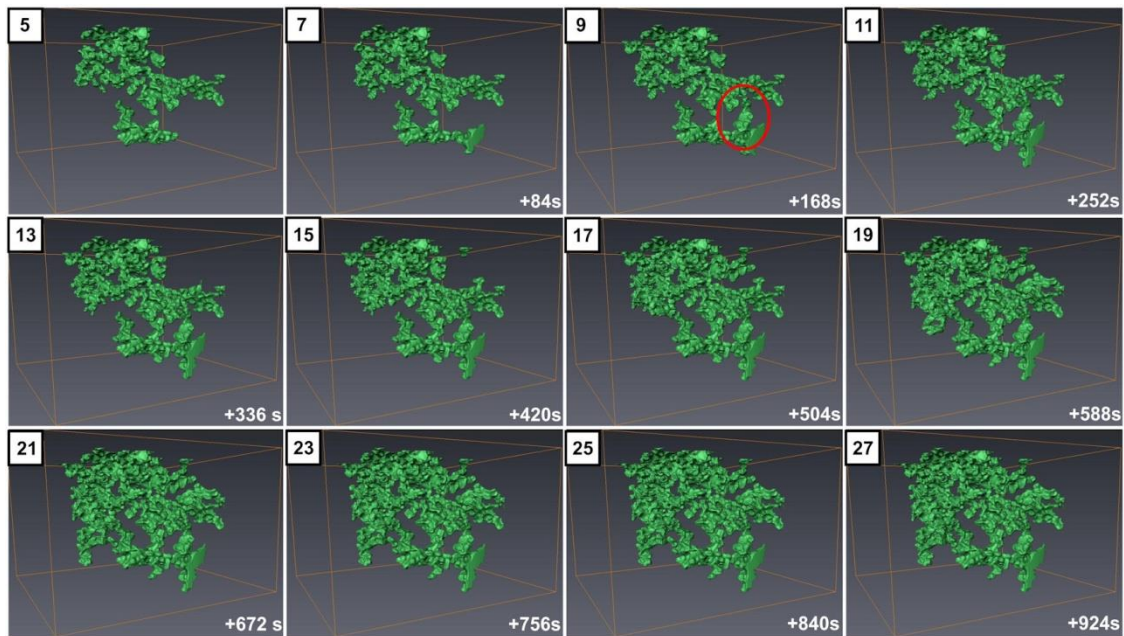 5 7 9 11
+84s +168s +252s
13 15 17 19
+336 s +420s +504s +588s
21 23 25 27
+672 s +756s +840s +924s